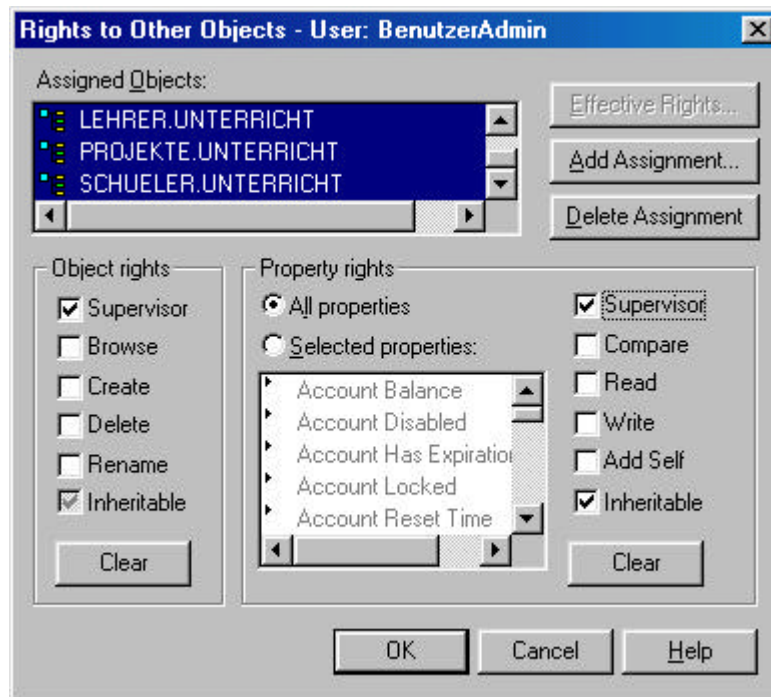 Rights to Other Objects - User: BenutzerAdmin
Assigned Objects:
LEHRER.UNTERRICHT
PROJEKTE.UNTERRICHT
SCHUELER.UNTERRICHT
Effective Rights...
Add Assignment...
Delete Assignment
Object rights
Supervisor
Browse
Create
Delete
Rename
Inheritable
Clear
Property rights
All properties
Selected properties:
Account Balance
Account Disabled
Account Has Expiration
Account Locked
Account Reset Time
Supervisor
Compare
Read
Write
Add Self
Inheritable
Clear
OK
Cancel
Help